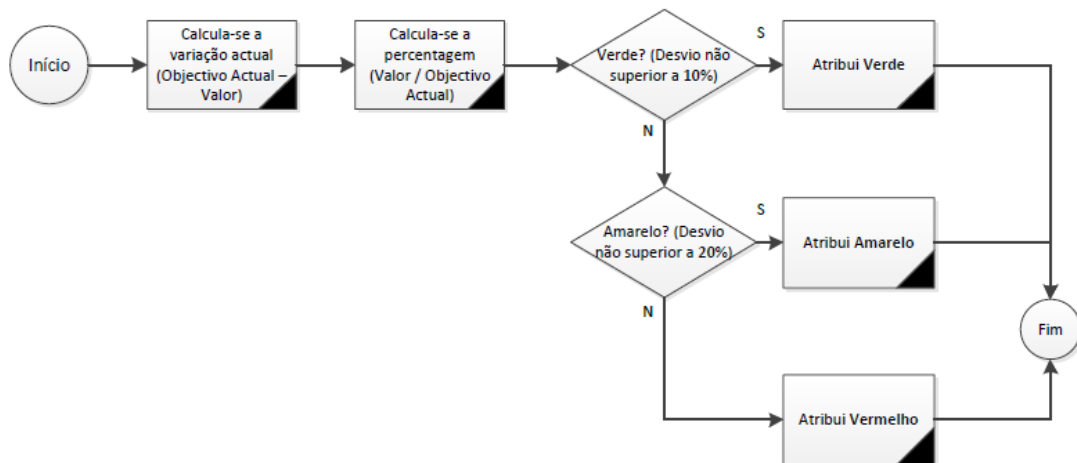 Início
Calcula-se a
variação actual
(Objectivo Actual –
Valor)
Calcula-se a
percentagem
(Valor / Objectivo
Actual)
Verde? (Desvio não
superior a 10%)
S
Atribui Verde
N
Amarelo? (Desvio
não superior a 20%)
S
Atribui Amarelo
N
Fim
Atribui Vermelho